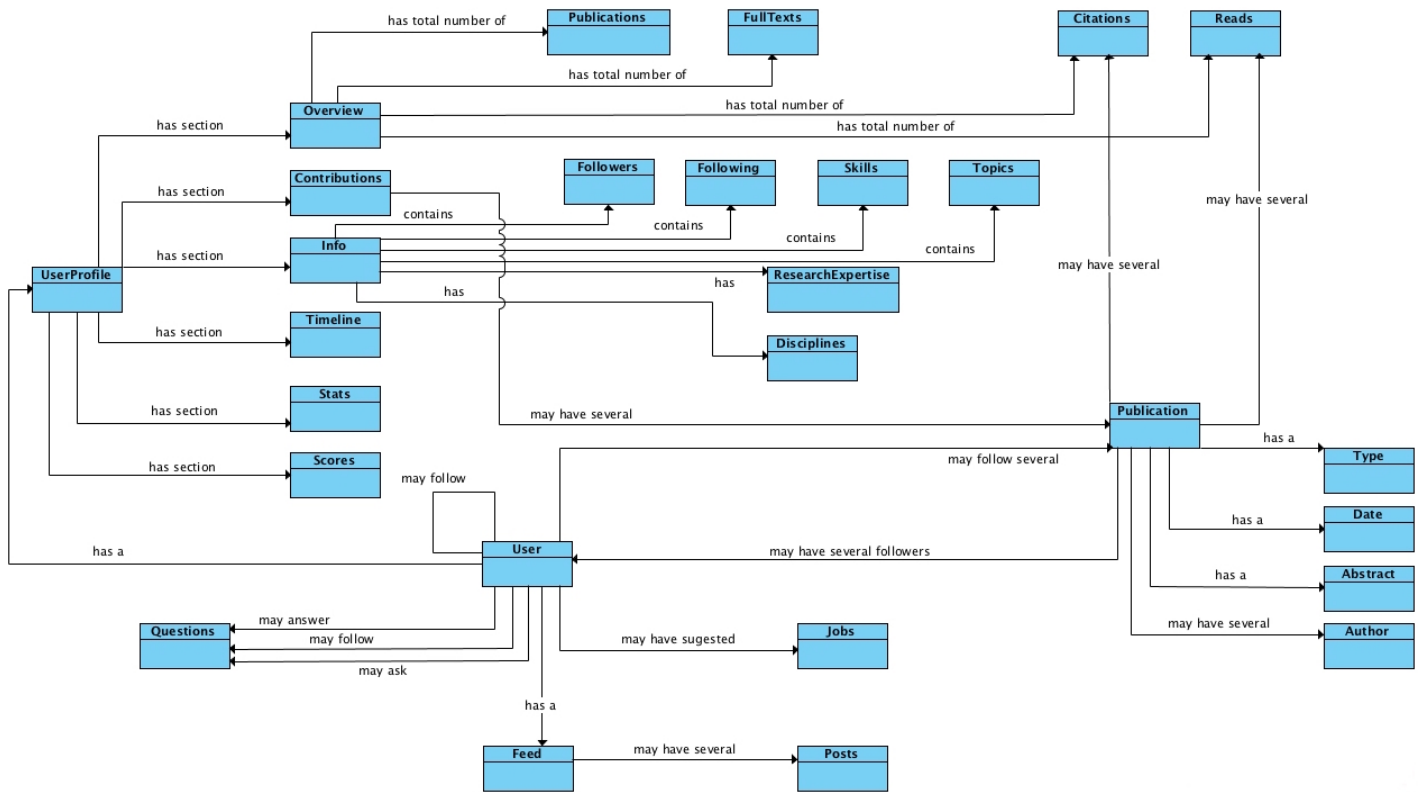 has total number of
Publications
FullTexts
Citations
Reads
has total number of
Overview
has total number of
has total number of
has section
Contributions
has section
Followers
Following
Skills
Topics
may have several
contains
contains
contains
contains
Info
has section
UserProfile
may have several
ResearchExpertise
has
has
Timeline
has section
Disciplines
Stats
has section
may have several
Publication
has a
Type
Scores
has section
may follow several
may follow
Date
has a
has a
User
may have several followers
Abstract
has a
Questions
may answer
may follow
may ask
may have sugested
Jobs
may have several
Author
has a
Feed
may have several
Posts